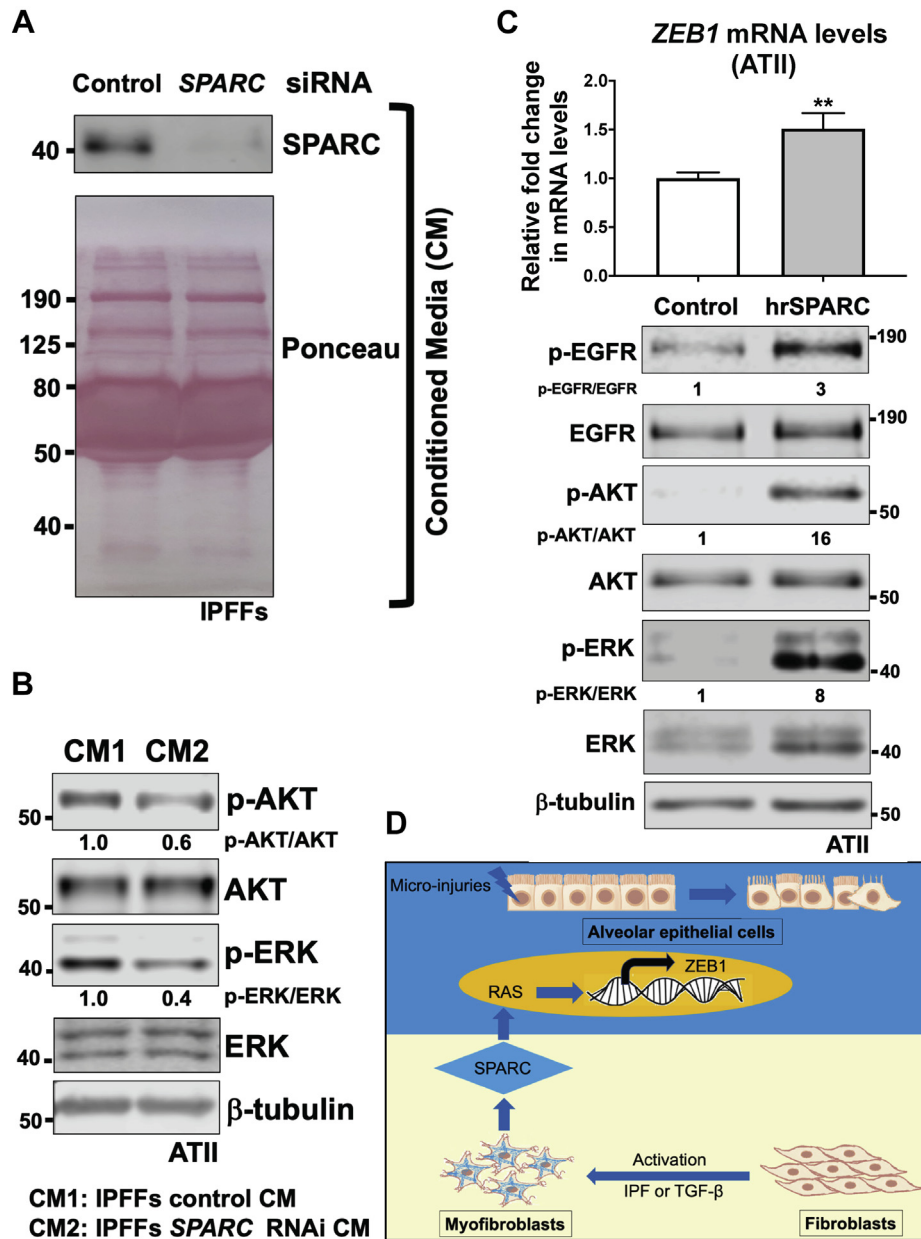 A
Control SPARC siRNA
40
SPARC
190
125
80
50
40
Ponceau
IPFFs
Conditioned Media (CM)
B
CM1 CM2
50
p-AKT
1.0 0.6 p-AKT/AKT
50
AKT
40
p-ERK
1.0 0.4 p-ERK/ERK
40
ERK
50
β-tubulin
ATII
CM1: IPFFs control CM
CM2: IPFFs SPARC RNAi CM
C
ZEB1 mRNA levels
(ATII)
Relative fold change
in mRNA levels
2.0
1.5
1.0
0.5
0.0
**
Control hrSPARC
p-EGFR
190
p-EGFR/EGFR 1 3
EGFR
190
p-AKT
50
p-AKT/AKT 1 16
AKT
50
p-ERK
40
p-ERK/ERK 1 8
ERK
40
β-tubulin
50
ATII
D
Micro-injuries
Alveolar epithelial cells
ZEB1
RAS
SPARC
Activation
IPF or TGF-β
Myofibroblasts
Fibroblasts